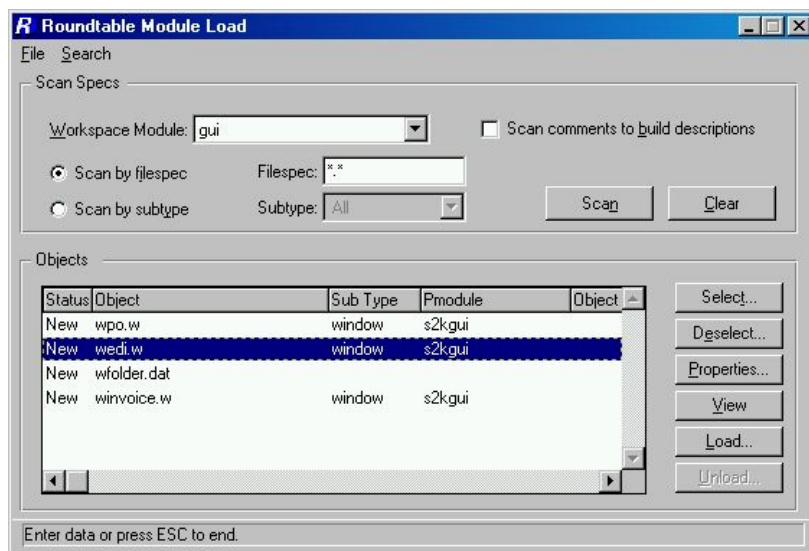 Roundtable Module Load
File Search
Scan Specs
Workspace Module: gui
Scan comments to build descriptions
Scan by filespec
Filespec: *.*
Scan by subtype
Subtype: All
Scan
Clear
Objects
Status Object Sub Type Pmodule Object
New wpo.w window s2kgui
New wedi.w window s2kgui
New wfolder.dat
New winvoice.w window s2kgui
Select...
Deselect...
Properties...
View
Load...
Unload...
Enter data or press ESC to end.